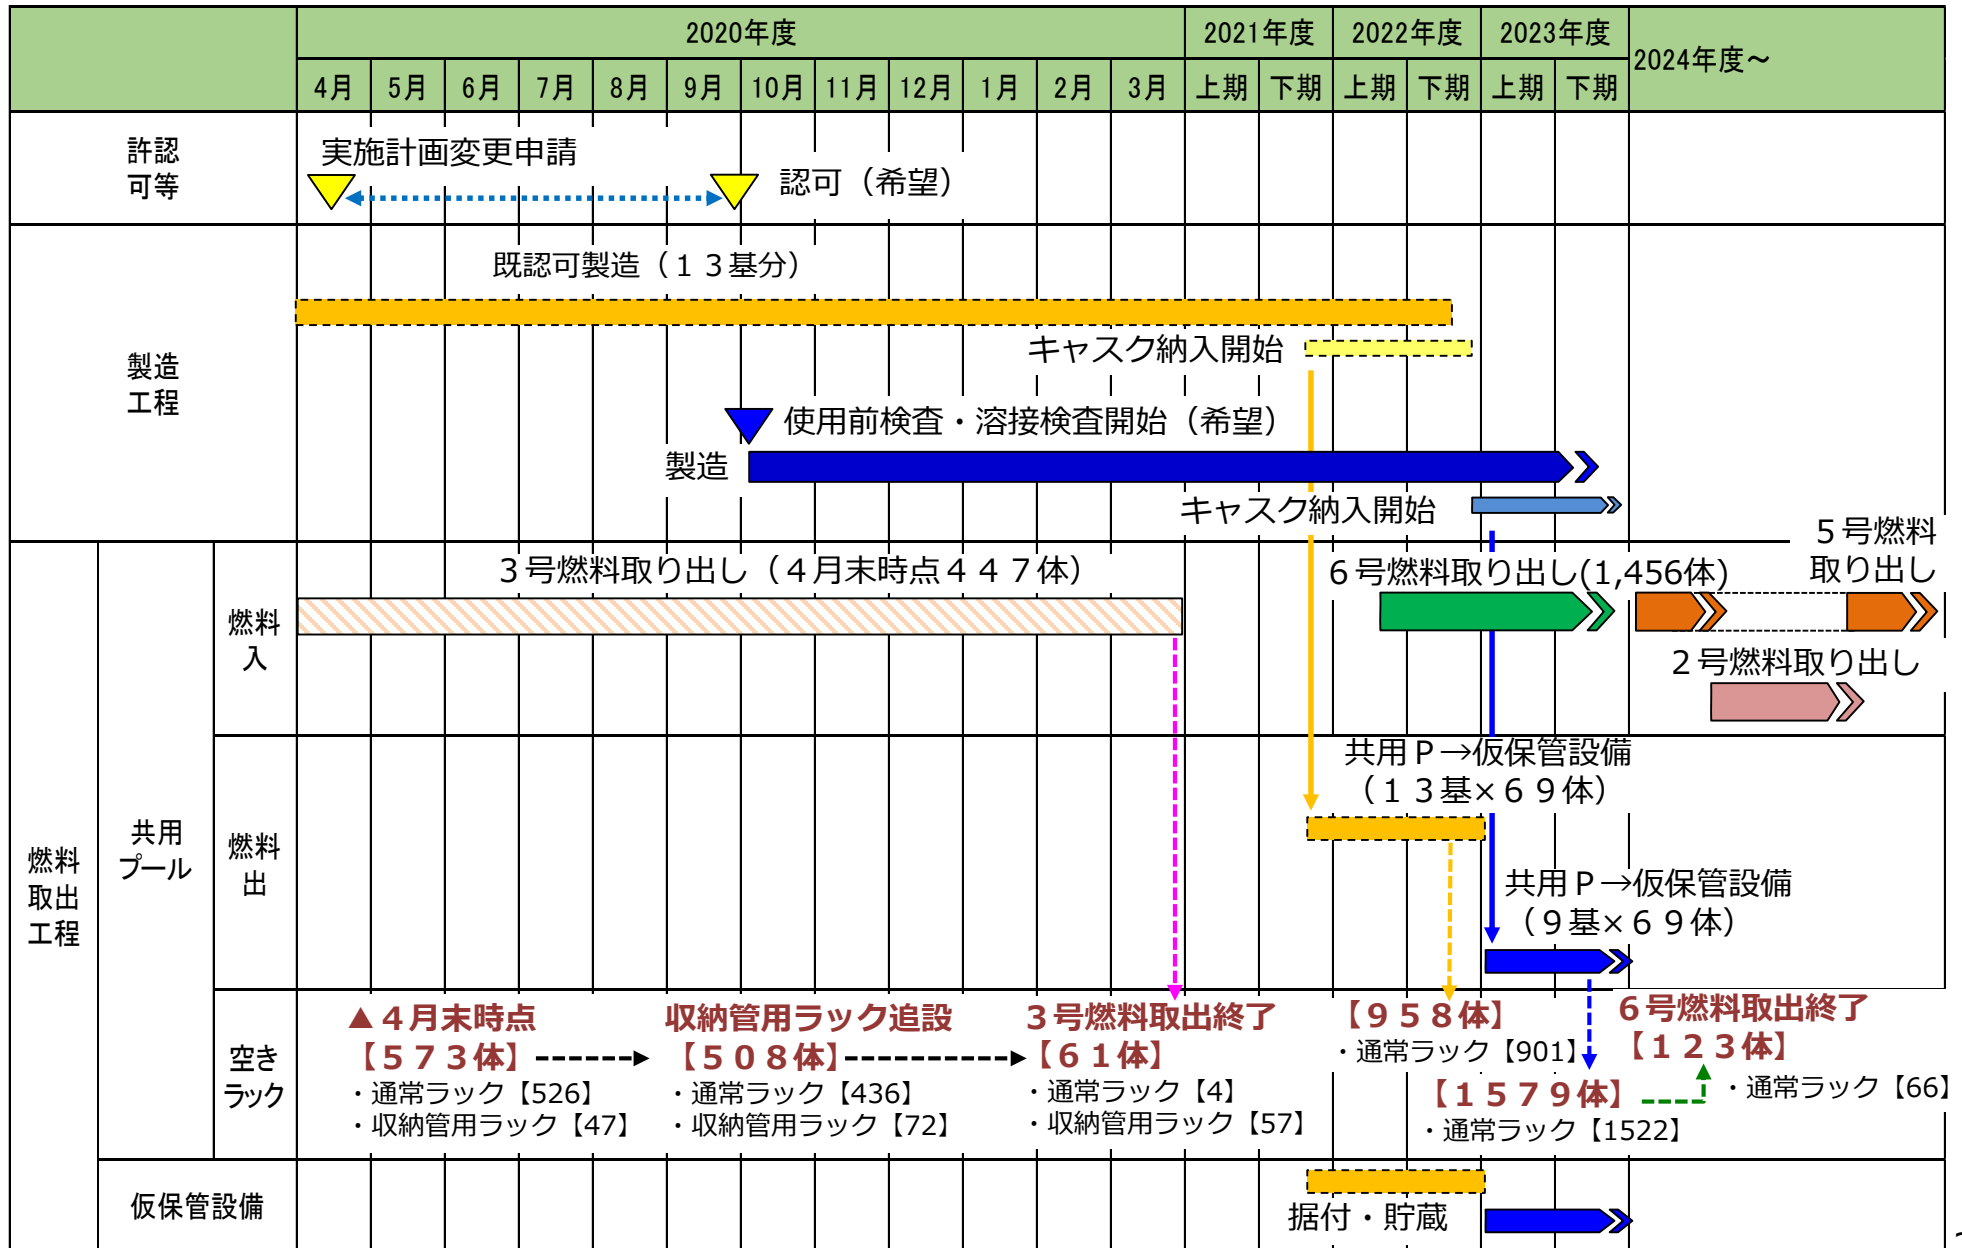 2020年度
2021年度
2022年度
2023年度
2024年度～
4月
5月
6月
7月
8月
9月
10月
11月
12月
1月
2月
3月
上期
下期
上期
下期
上期
下期
許認
可等
実施計画変更申請
認可（希望）
製造
工程
既認可製造（１３基分）
キャスク納入開始
使用前検査・溶接検査開始（希望）
製造
キャスク納入開始
燃料
取出
工程
共用
プール
燃料
入
３号燃料取り出し（４月末時点４４７体）
６号燃料取り出し(1,456体)
５号燃料
取り出し
２号燃料取り出し
燃料
出
共用Ｐ→仮保管設備
（１３基×６９体）
共用Ｐ→仮保管設備
（９基×６９体）
空き
ラック
▲４月末時点
【５７３体】
・通常ラック【526】
・収納管用ラック【47】
収納管用ラック追設
【５０８体】
・通常ラック【436】
・収納管用ラック【72】
３号燃料取出終了
【６１体】
・通常ラック【4】
・収納管用ラック【57】
【９５８体】
・通常ラック【901】
【１５７９体】
・通常ラック【1522】
６号燃料取出終了
【１２３体】
・通常ラック【66】
仮保管設備
据付・貯蔵